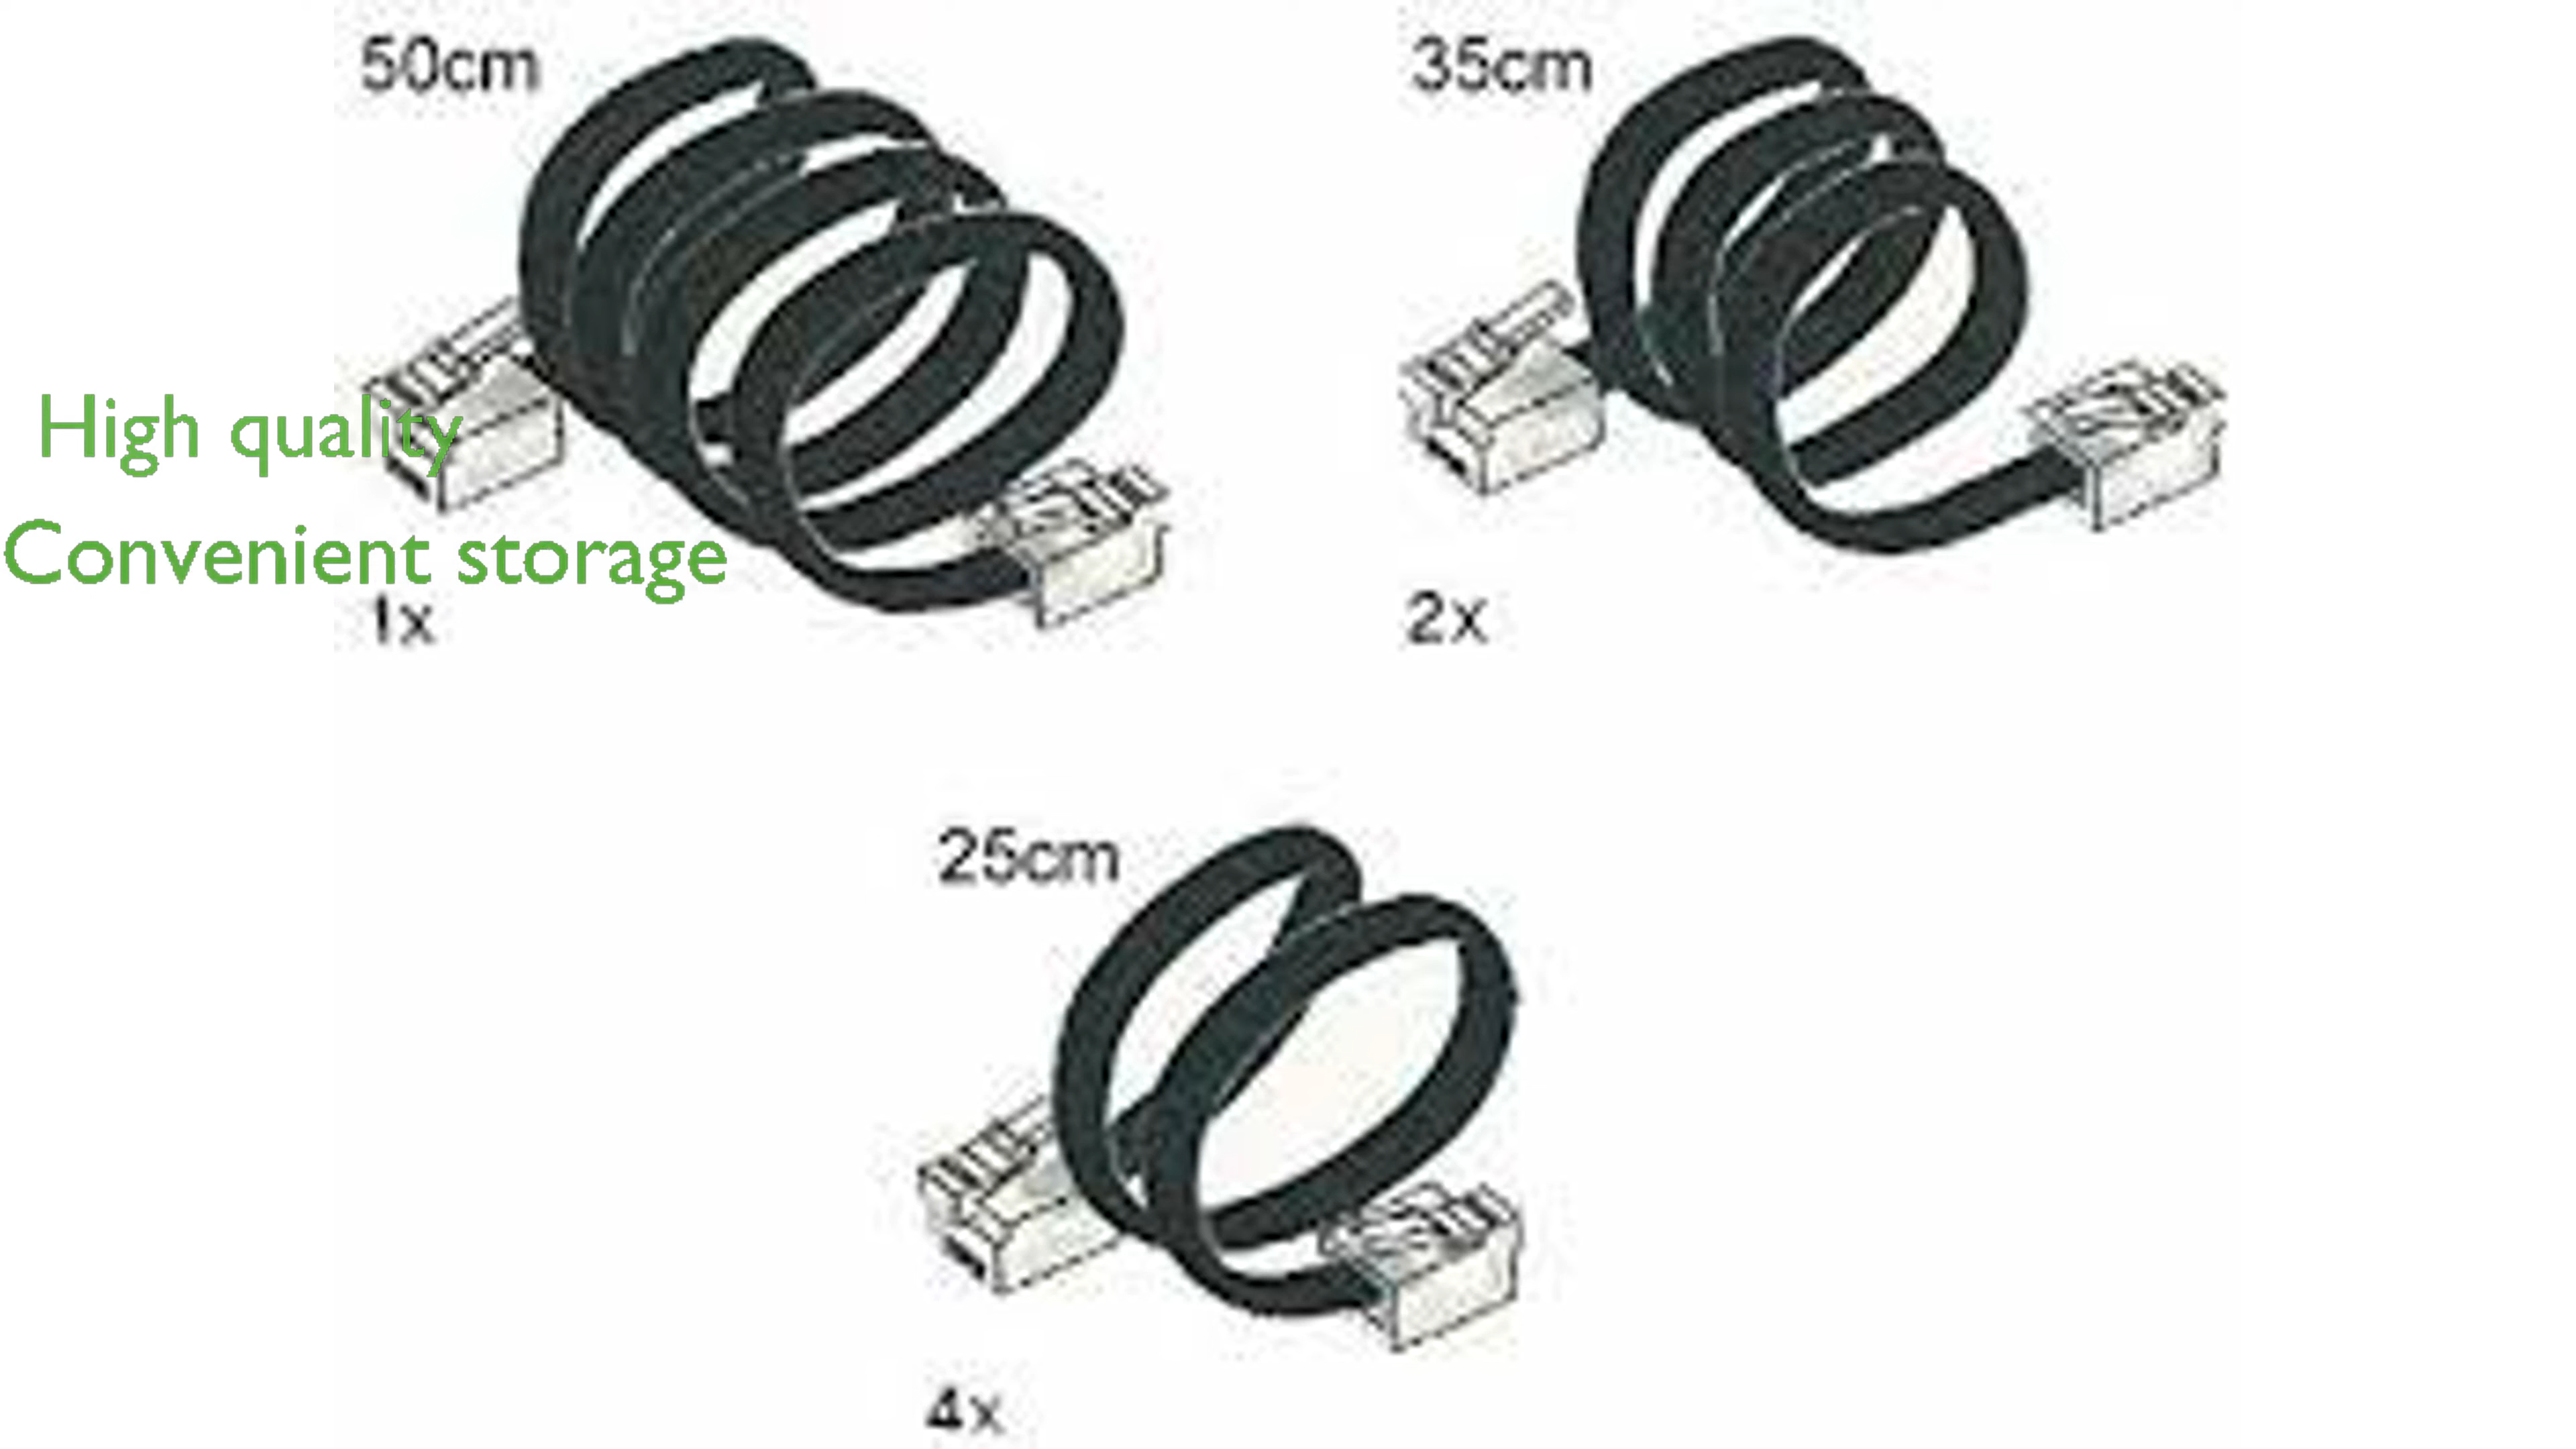 50cm
35cm
High quality
Convenient storage
1x
2x
25cm
4x